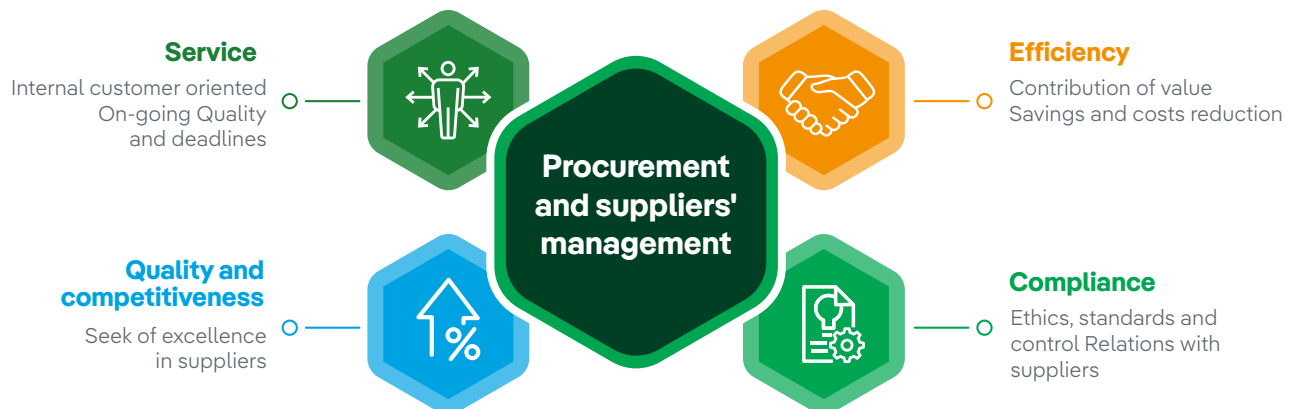 Service
Internal customer oriented
On-going Quality
and deadlines
Efficiency
Contribution of value
Savings and costs reduction
Procurement
and suppliers'
management
Quality and
competitiveness
Seek of excellence
in suppliers
%
Compliance
Ethics, standards and
control Relations with
suppliers